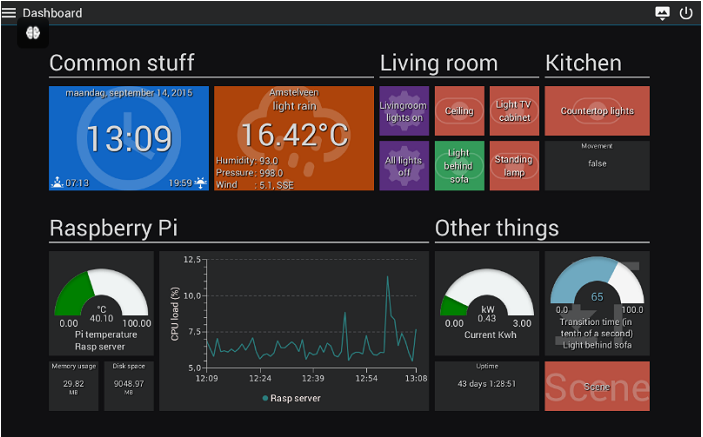 Dashboard
Common stuff
maandag, september 14, 2015
13:09
07:13
19:59
Amstelveen
light rain
16.42°C
Humidity: 93.0
Pressure: 998.0
Wind : 5.1, SSE
Living room
Livingroom
lights on
Ceiling
Light TV
cabinet
All lights
off
Light
behind
sofa
Standing
lamp
Kitchen
Countertop lights
Movement
false
Raspberry Pi
°C
40.10
0.00
100.00
Pi temperature
Rasp server
Memory usage
29.82
MB
Disk space
9048.97
MB
CPU load (%)
12.5
10.0
7.5
5.0
12:09
12:24
12:39
12:54
13:08
Rasp server
Other things
kW
0.43
0.00
3.00
Current Kwh
65
0,0
100.0
Transition time (in
tenth of a second)
Light behind sofa
Uptime
43 days 1:28:51
Scene
Scene